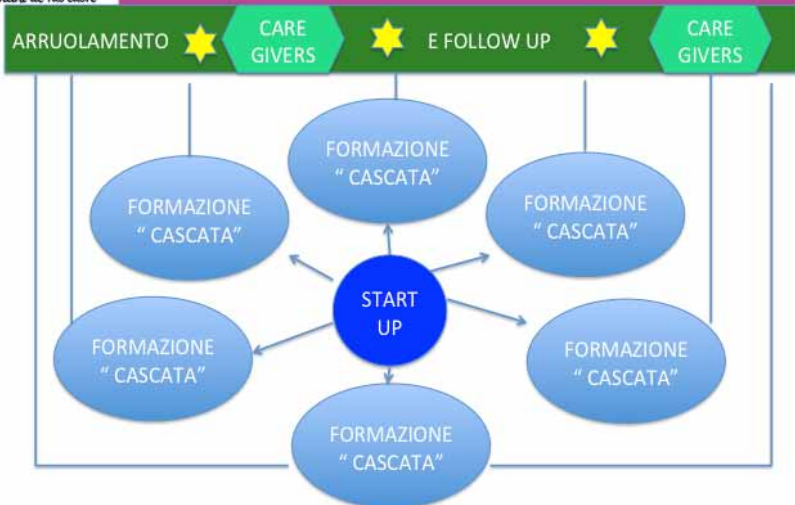 ARRUOLAMENTO
CARE
GIVERS
E FOLLOW UP
CARE
GIVERS
FORMAZIONE
" CASCATA"
FORMAZIONE
" CASCATA"
FORMAZIONE
" CASCATA"
START
UP
FORMAZIONE
" CASCATA"
FORMAZIONE
" CASCATA"
FORMAZIONE
" CASCATA"